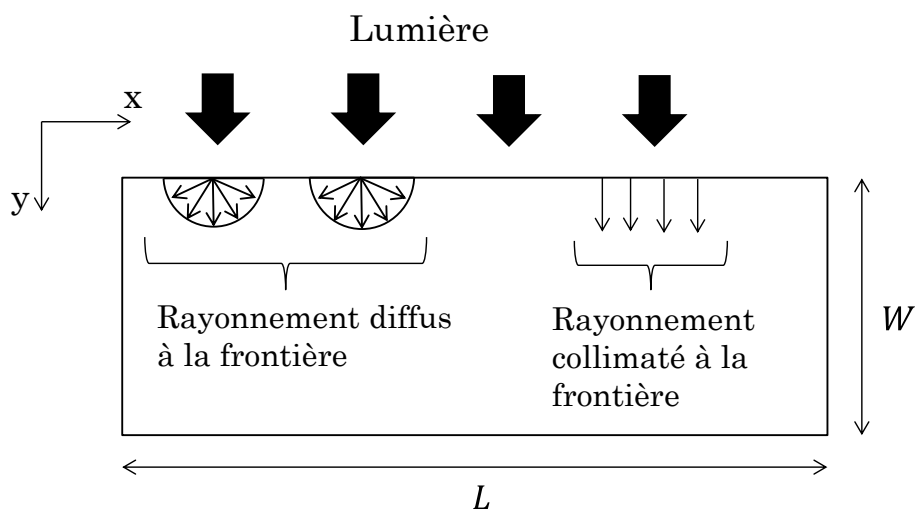 Lumière
x
y
Rayonnement diffus
à la frontière
Rayonnement
collimaté à la
frontière
W
L